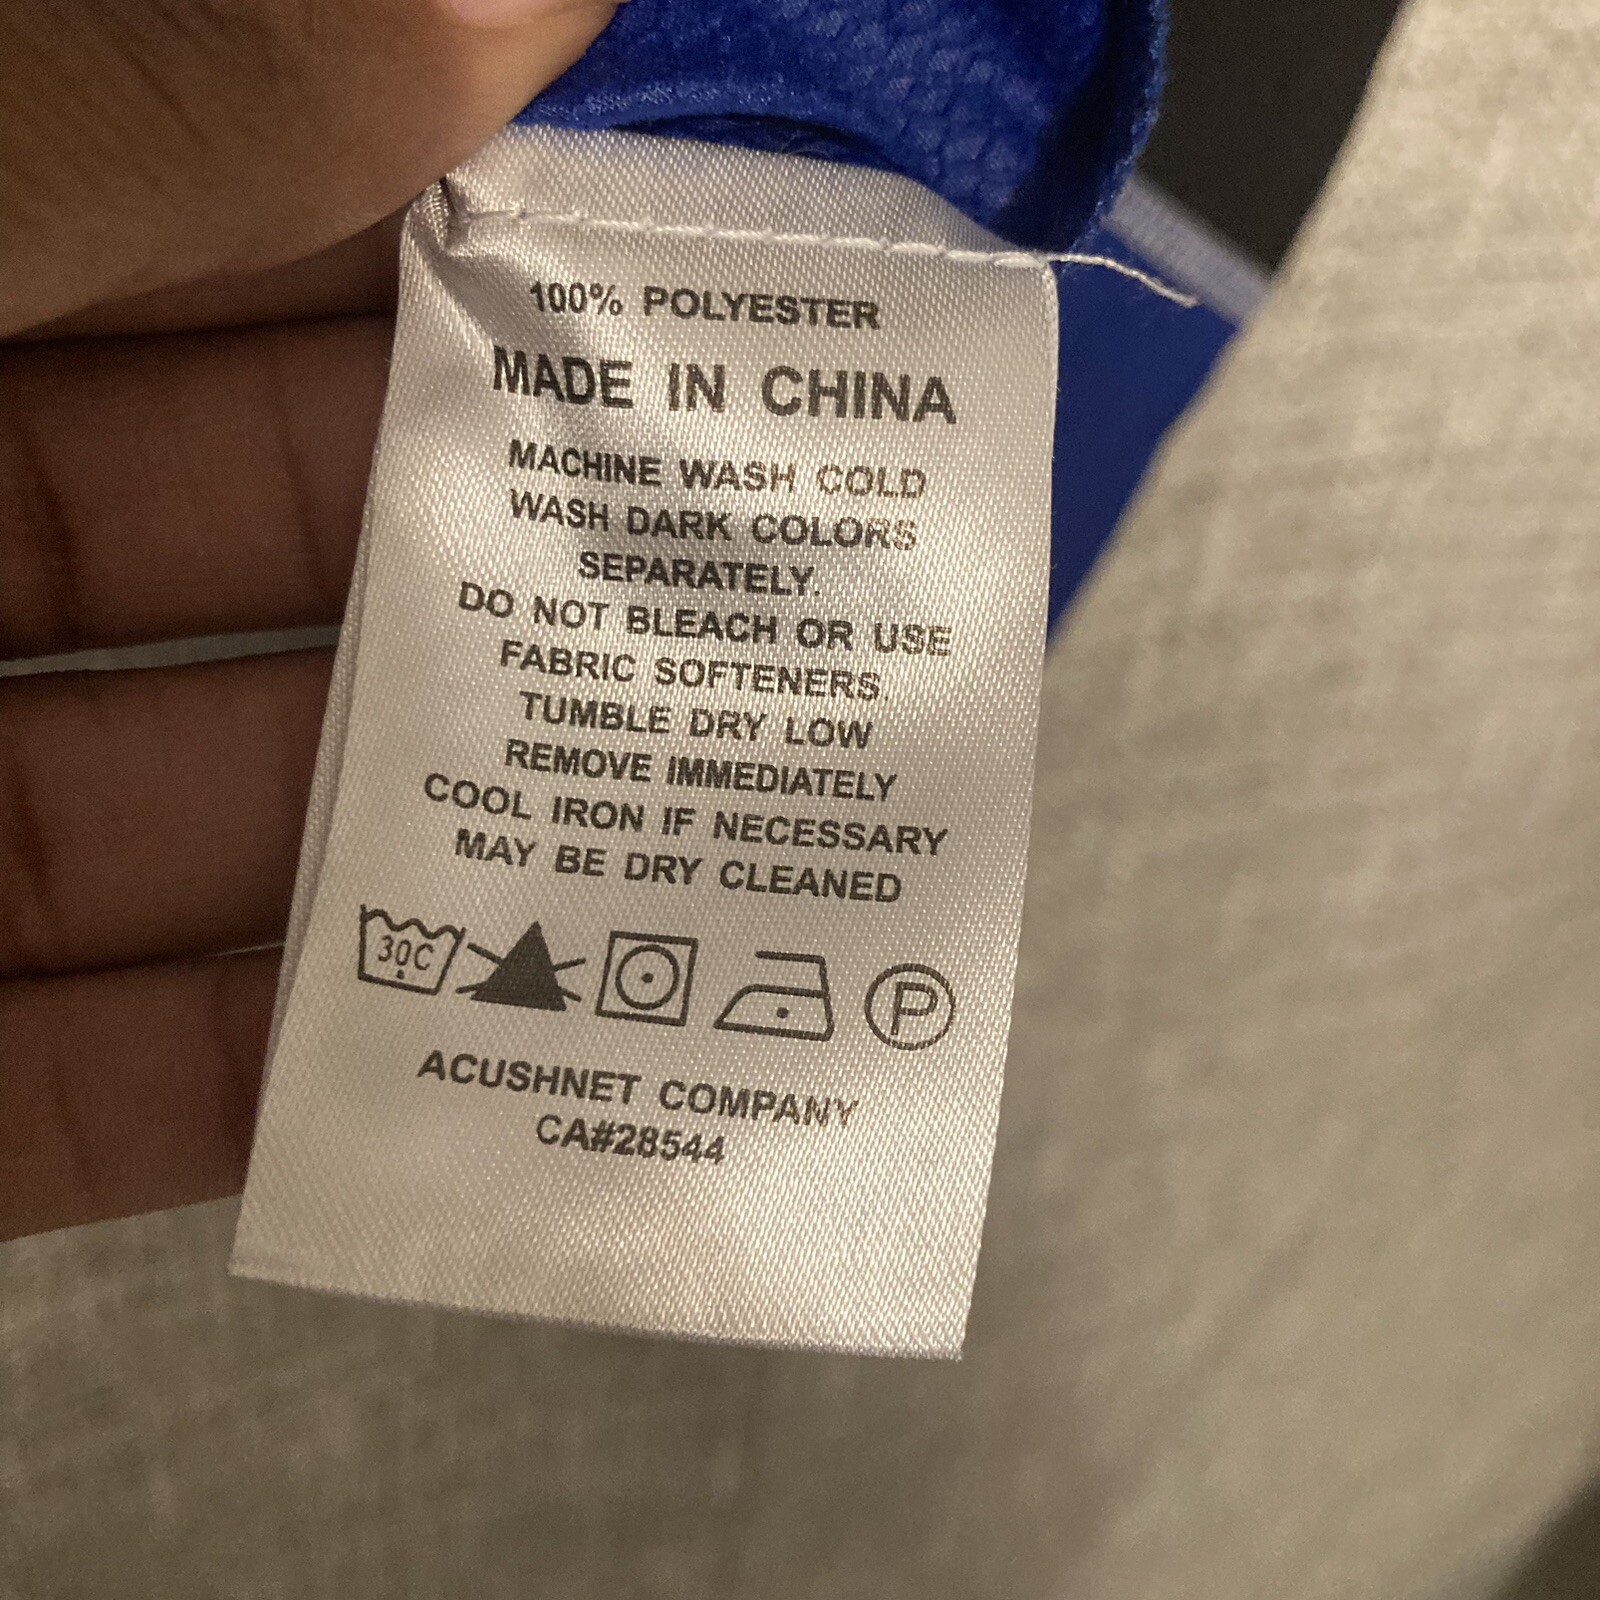 100% POLYESTER
MADE IN CHINA
MACHINE WASH COLD
WASH DARK COLORS
SEPARATELY.
DO NOT BLEACH OR USE
FABRIC SOFTENERS.
TUMBLE DRY LOW
REMOVE IMMEDIATELY
COOL IRON IF NECESSARY
MAY BE DRY CLEANED
30C P
ACUSHNET COMPANY
CA#28544